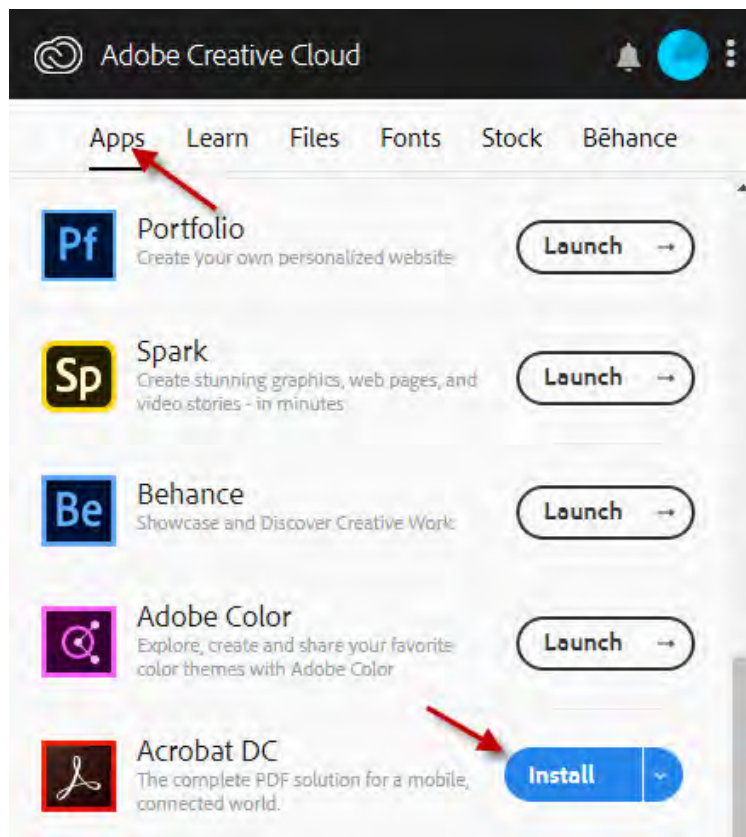 Adobe Creative Cloud
Apps Learn Files Fonts Stock Bēhance
Pf
Portfolio
Create your own personalized website
Launch →
Sp
Spark
Create stunning graphics, web pages, and
video stories - in minutes
Launch →
Be
Behance
Showcase and Discover Creative Work
Launch →
Adobe Color
Explore, create and share your favorite
color themes with Adobe Color
Launch →
Acrobat DC
The complete PDF solution for a mobile,
connected world.
Install